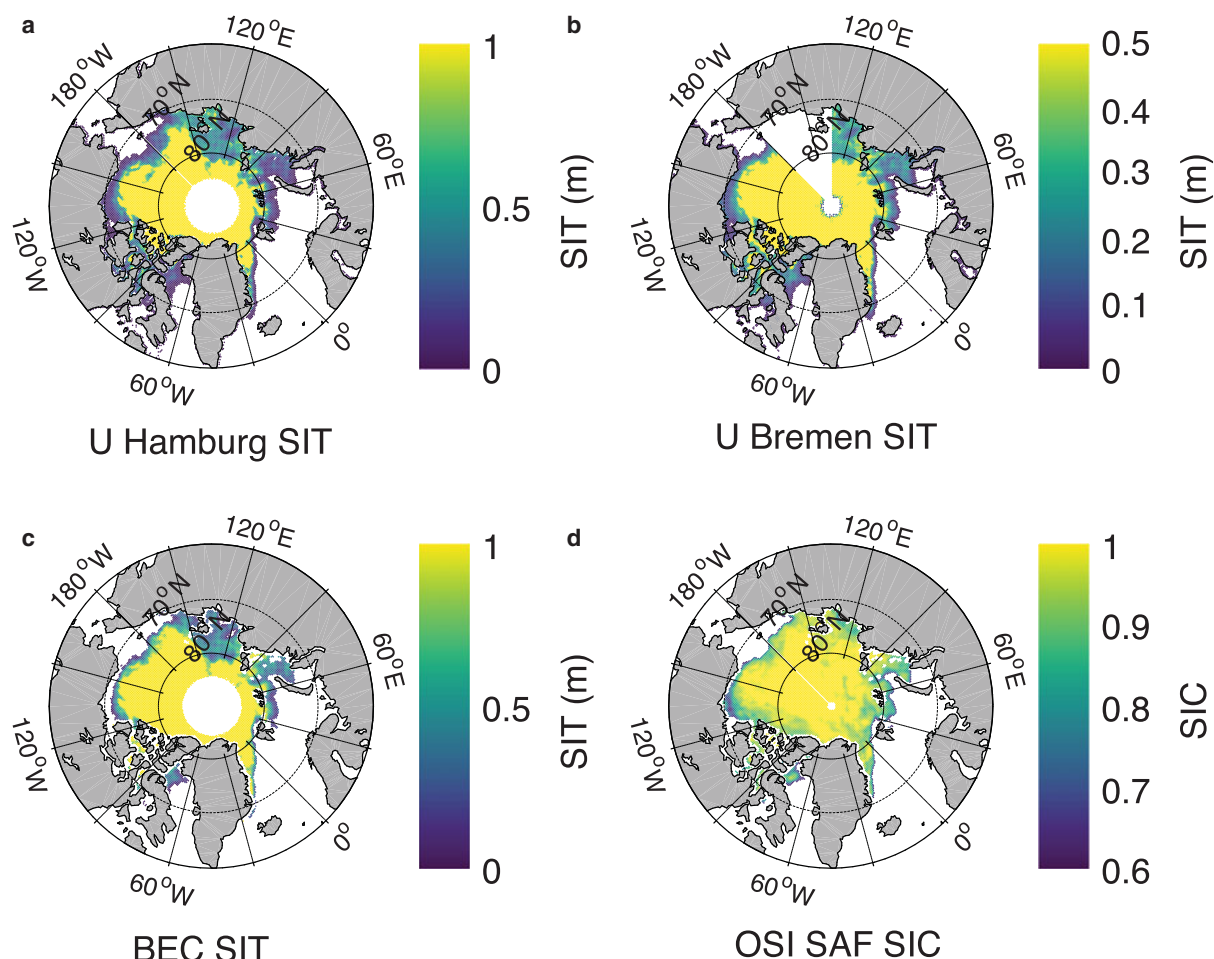 a
120°E
180°W
70°N
80°N
60°E
120°W
0°
60°W
1
0.5
0
SIT (m)
U Hamburg SIT
b
120°E
180°W
70°N
80°N
60°E
120°W
0°
60°W
0.5
0.4
0.3
0.2
0.1
0
SIT (m)
U Bremen SIT
c
120°E
180°W
70°N
80°N
60°E
120°W
0°
60°W
1
0.5
0
SIT (m)
BEC SIT
d
120°E
180°W
70°N
80°N
60°E
120°W
0°
60°W
1
0.9
0.8
0.7
0.6
SIC
OSI SAF SIC